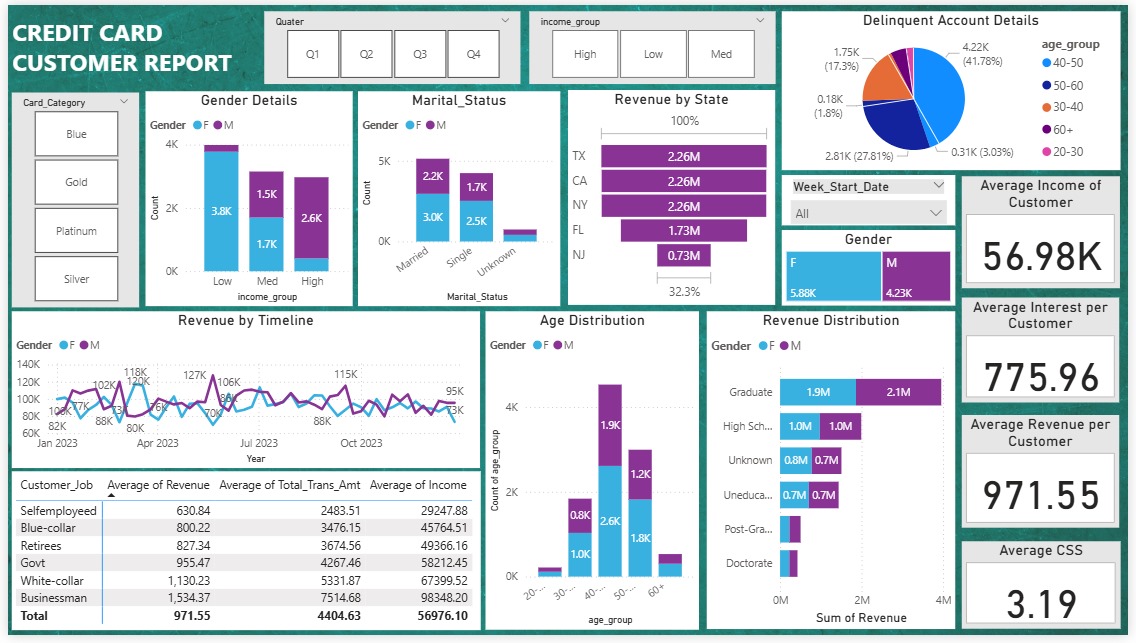 CREDIT CARD
CUSTOMER REPORT
Quater
Q1 Q2 Q3 Q4
income_group
High Low Med
Card_Category
Blue
Gold
Platinum
Silver
Gender Details
Gender F M
4K
2K
0K
Count
3.8K
1.5K
1.7K
2.6K
Low Med High
income_group
Marital_Status
Gender F M
5K
0K
Count
2.2K
3.0K
1.7K
2.5K
Married Single Unknown
Marital_Status
Revenue by State
100%
TX 2.26M
CA 2.26M
NY 2.26M
FL 1.73M
NJ 0.73M
32.3%
Delinquent Account Details
1.75K
(17.3%)
0.18K
(1.8%)
2.81K (27.81%)
4.22K
(41.78%)
0.31K (3.03%)
age_group
40-50
50-60
30-40
60+
20-30
Week_Start_Date
All
Gender
F M
5.88K 4.23K
Average Income of
Customer
56.98K
Average Interest per
Customer
775.96
Average Revenue per
Customer
971.55
Average CSS
3.19
Revenue by Timeline
Gender F M
140K
120K
100K
80K
60K
82K
77K
102K
88K
118K
120K
80K
76K
127K
70K
106K
88K
115K
95K
73K
Jan 2023 Apr 2023 Jul 2023 Oct 2023
Year
Customer_Job Average of Revenue Average of Total_Trans_Amt Average of Income
Selfemployeed 630.84 2483.51 29247.88
Blue-collar 800.22 3476.15 45764.51
Retirees 827.34 3674.56 49366.16
Govt 955.47 4267.46 58212.45
White-collar 1,130.23 5331.87 67399.52
Businessman 1,534.37 7514.68 98348.20
Total 971.55 4404.63 56976.10
Age Distribution
Gender F M
4K
2K
0K
Count of age_group
0.8K
1.0K
1.9K
2.6K
1.2K
1.8K
20-... 30-... 40-... 50-... 60+
age_group
Revenue Distribution
Gender F M
Graduate 1.9M 2.1M
High Sch... 1.0M 1.0M
Unknown 0.8M 0.7M
Uneduca... 0.7M 0.7M
Post-Gra...
Doctorate
0M 2M 4M
Sum of Revenue